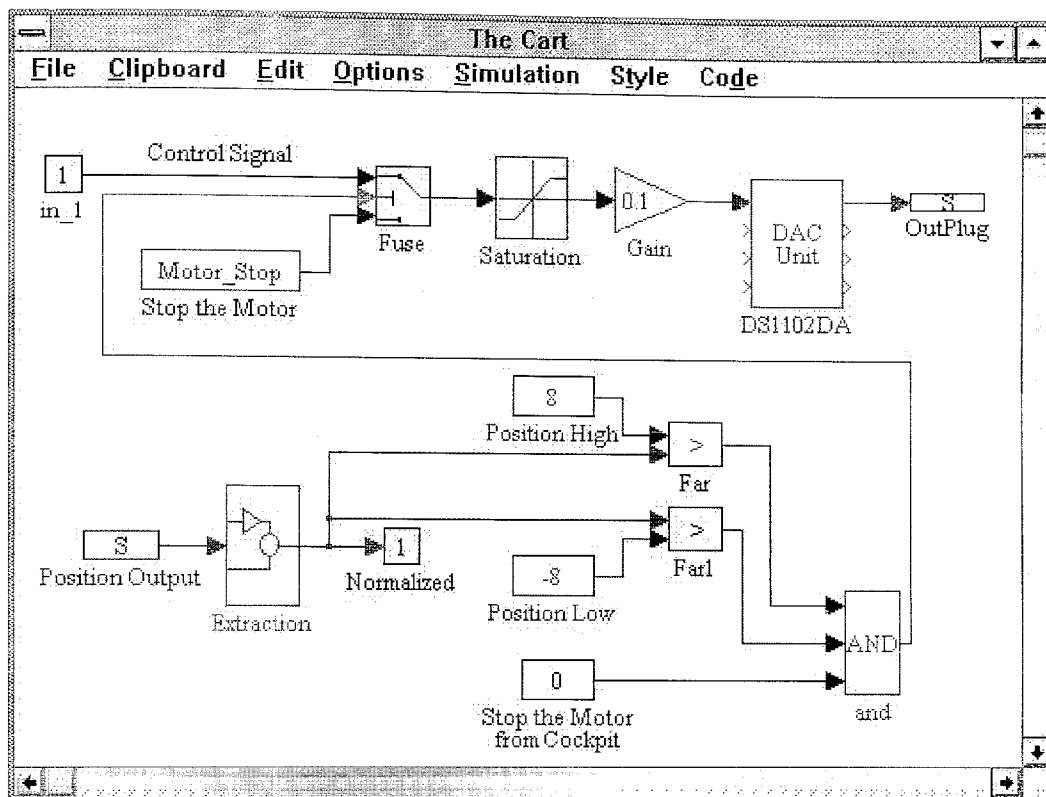 The Cart
File Clipboard Edit Options Simulation Style Code
Control Signal
1
in_1
Fuse
Saturation
0.1
Gain
DAC
Unit
DS1102DA
S
OutPlug
Motor_Stop
Stop the Motor
8
Position High
>
Far
S
Position Output
Extraction
1
Normalized
>
Far1
-8
Position Low
AND
and
0
Stop the Motor
from Cockpit